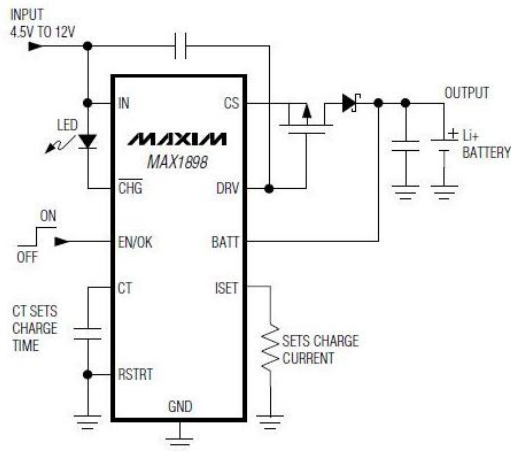 INPUT
4.5V TO 12V
IN
CS
OUTPUT
LED
MAXIM
MAX1898
+ Li+
BATTERY
CHG
DRV
ON
OFF
EN/OK
BATT
CT
ISET
CT SETS
CHARGE
TIME
SETS CHARGE
CURRENT
RSTRT
GND